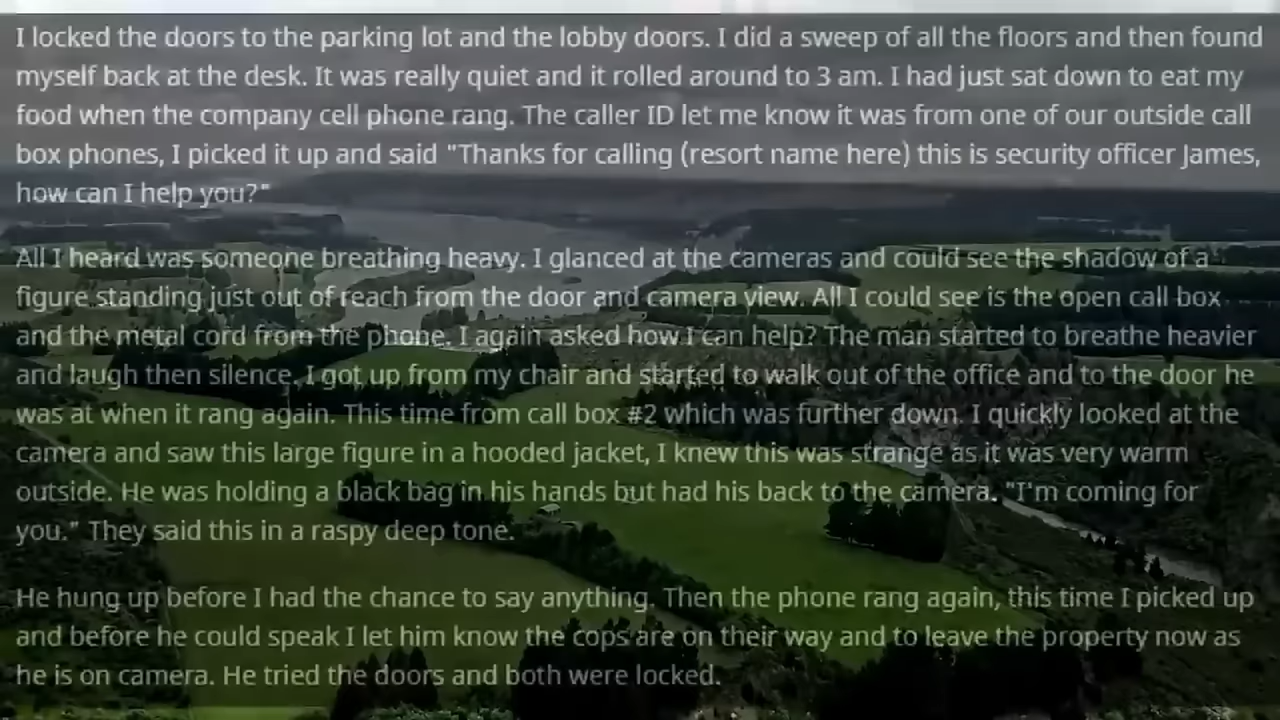 I locked the doors to the parking lot and the lobby doors. I did a sweep of all the floors and then found
myself back at the desk. It was really quiet and it rolled around to 3 am. I had just sat down to eat my
food when the company cell phone rang. The caller ID let me know it was from one of our outside call
box phones, I picked it up and said "Thanks for calling (resort name here) this is security officer James,
how can I help you?"
All I heard was someone breathing heavy. I glanced at the cameras and could see the shadow of a
figure standing just out of reach from the door and camera view. All I could see is the open call box
and the metal cord from the phone. I again asked how I can help? The man started to breathe heavier
and laugh then silence. I got up from my chair and started to walk out of the office and to the door he
was at when it rang again. This time from call box #2 which was further down. I quickly looked at the
camera and saw this large figure in a hooded jacket, I knew this was strange as it was very warm
outside. He was holding a black bag in his hands but had his back to the camera. "I'm coming for
you." They said this in a raspy deep tone.
He hung up before I had the chance to say anything. Then the phone rang again, this time I picked up
and before he could speak I let him know the cops are on their way and to leave the property now as
he is on camera. He tried the doors and both were locked.